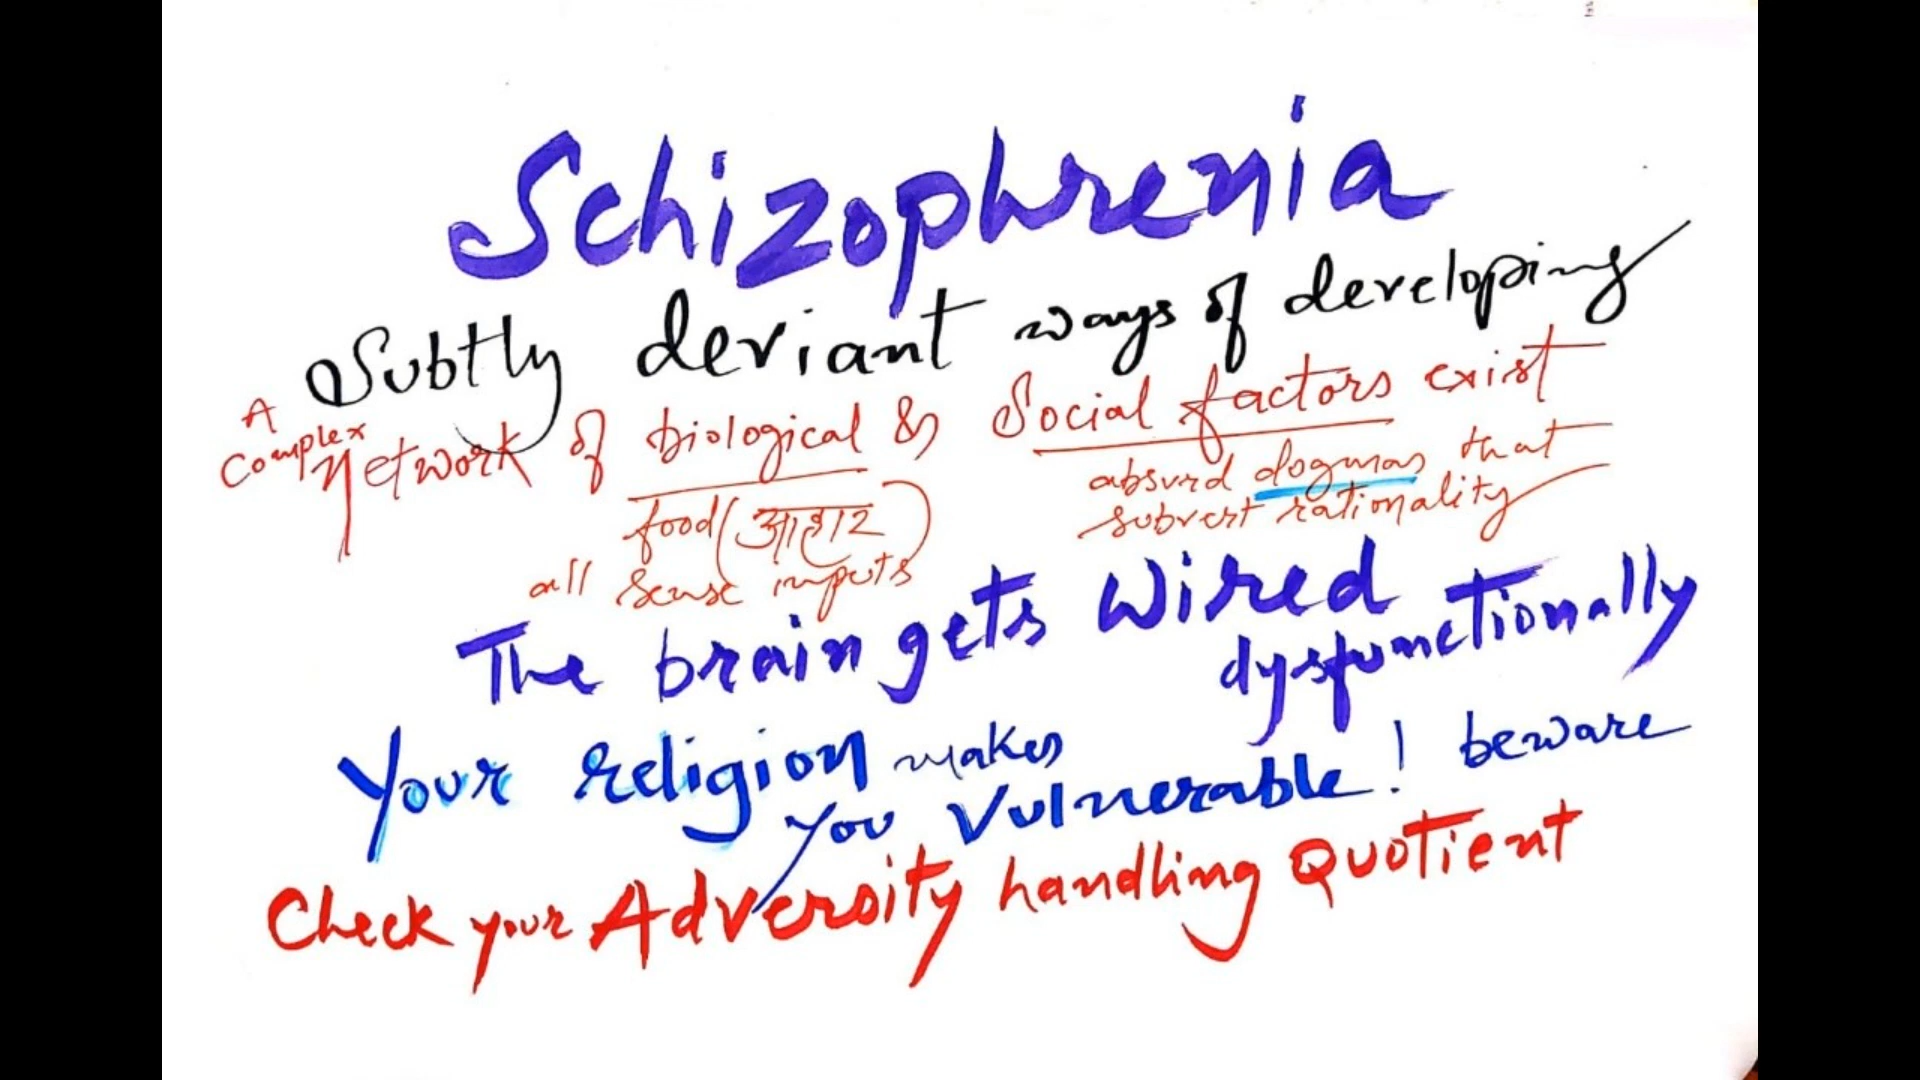 Schizophrenia
Subtly deviant ways of developing
A
Complex Network of biological & Social factors exist
food (आहार)
all sense inputs
absurd dogmas that
subvert rationality
The brain gets Wired
dysfunctionally
Your religion makes
you Vulnerable! beware
Check your Adversity handling Quotient